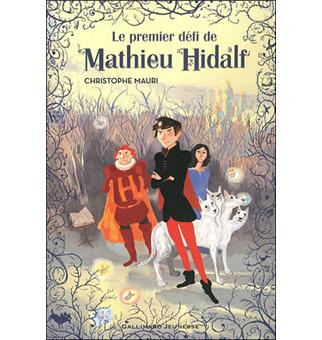 Le premier défi de
Mathieu Hidalf
CHRISTOPHE MAURI
H
GALLIMARD JEUNESSE